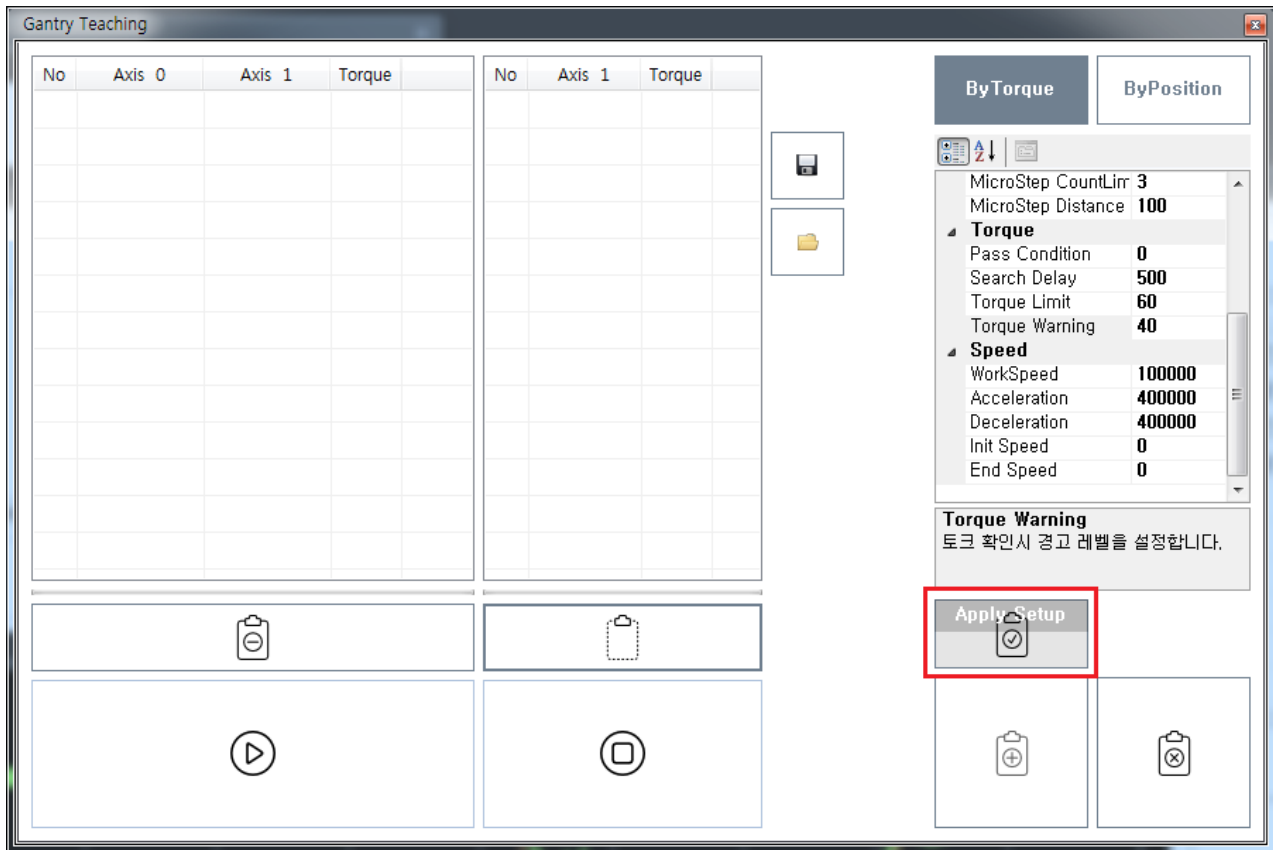 Gantry Teaching
No Axis 0 Axis 1 Torque
No Axis 1 Torque
ByTorque ByPosition
MicroStep CountLim 3
MicroStep Distance 100
Torque
Pass Condition 0
Search Delay 500
Torque Limit 60
Torque Warning 40
Speed
WorkSpeed 100000
Acceleration 400000
Deceleration 400000
Init Speed 0
End Speed 0
Torque Warning
토크 확인시 경고 레벨을 설정합니다.
Apply Setup